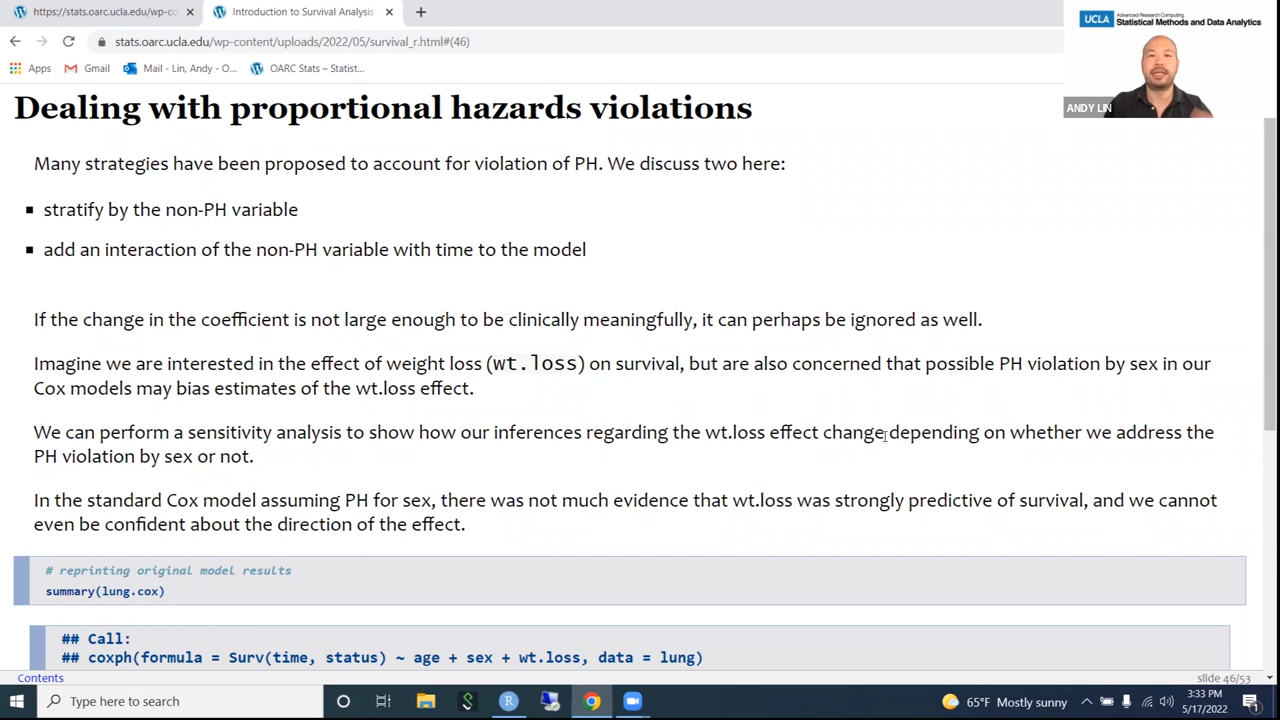 https://stats.oarc.ucla.edu/wp-co
Introduction to Survival Analysis
stats.oarc.ucla.edu/wp-content/uploads/2022/05/survival_r.html#(46)
Apps
Gmail
Mail - Lin, Andy - O...
OARC Stats – Statist...
UCLA
Advanced Research Computing
Statistical Methods and Data Analytics
ANDY LIN
Dealing with proportional hazards violations
Many strategies have been proposed to account for violation of PH. We discuss two here:
stratify by the non-PH variable
add an interaction of the non-PH variable with time to the model
If the change in the coefficient is not large enough to be clinically meaningfully, it can perhaps be ignored as well.
Imagine we are interested in the effect of weight loss (wt.loss) on survival, but are also concerned that possible PH violation by sex in our
Cox models may bias estimates of the wt.loss effect.
We can perform a sensitivity analysis to show how our inferences regarding the wt.loss effect change depending on whether we address the
PH violation by sex or not.
In the standard Cox model assuming PH for sex, there was not much evidence that wt.loss was strongly predictive of survival, and we cannot
even be confident about the direction of the effect.
# reprinting original model results
summary(lung.cox)
## Call:
## coxph(formula = Surv(time, status) ~ age + sex + wt.loss, data = lung)
Contents
slide 46/53
Type here to search
65°F Mostly sunny
3:33 PM
5/17/2022